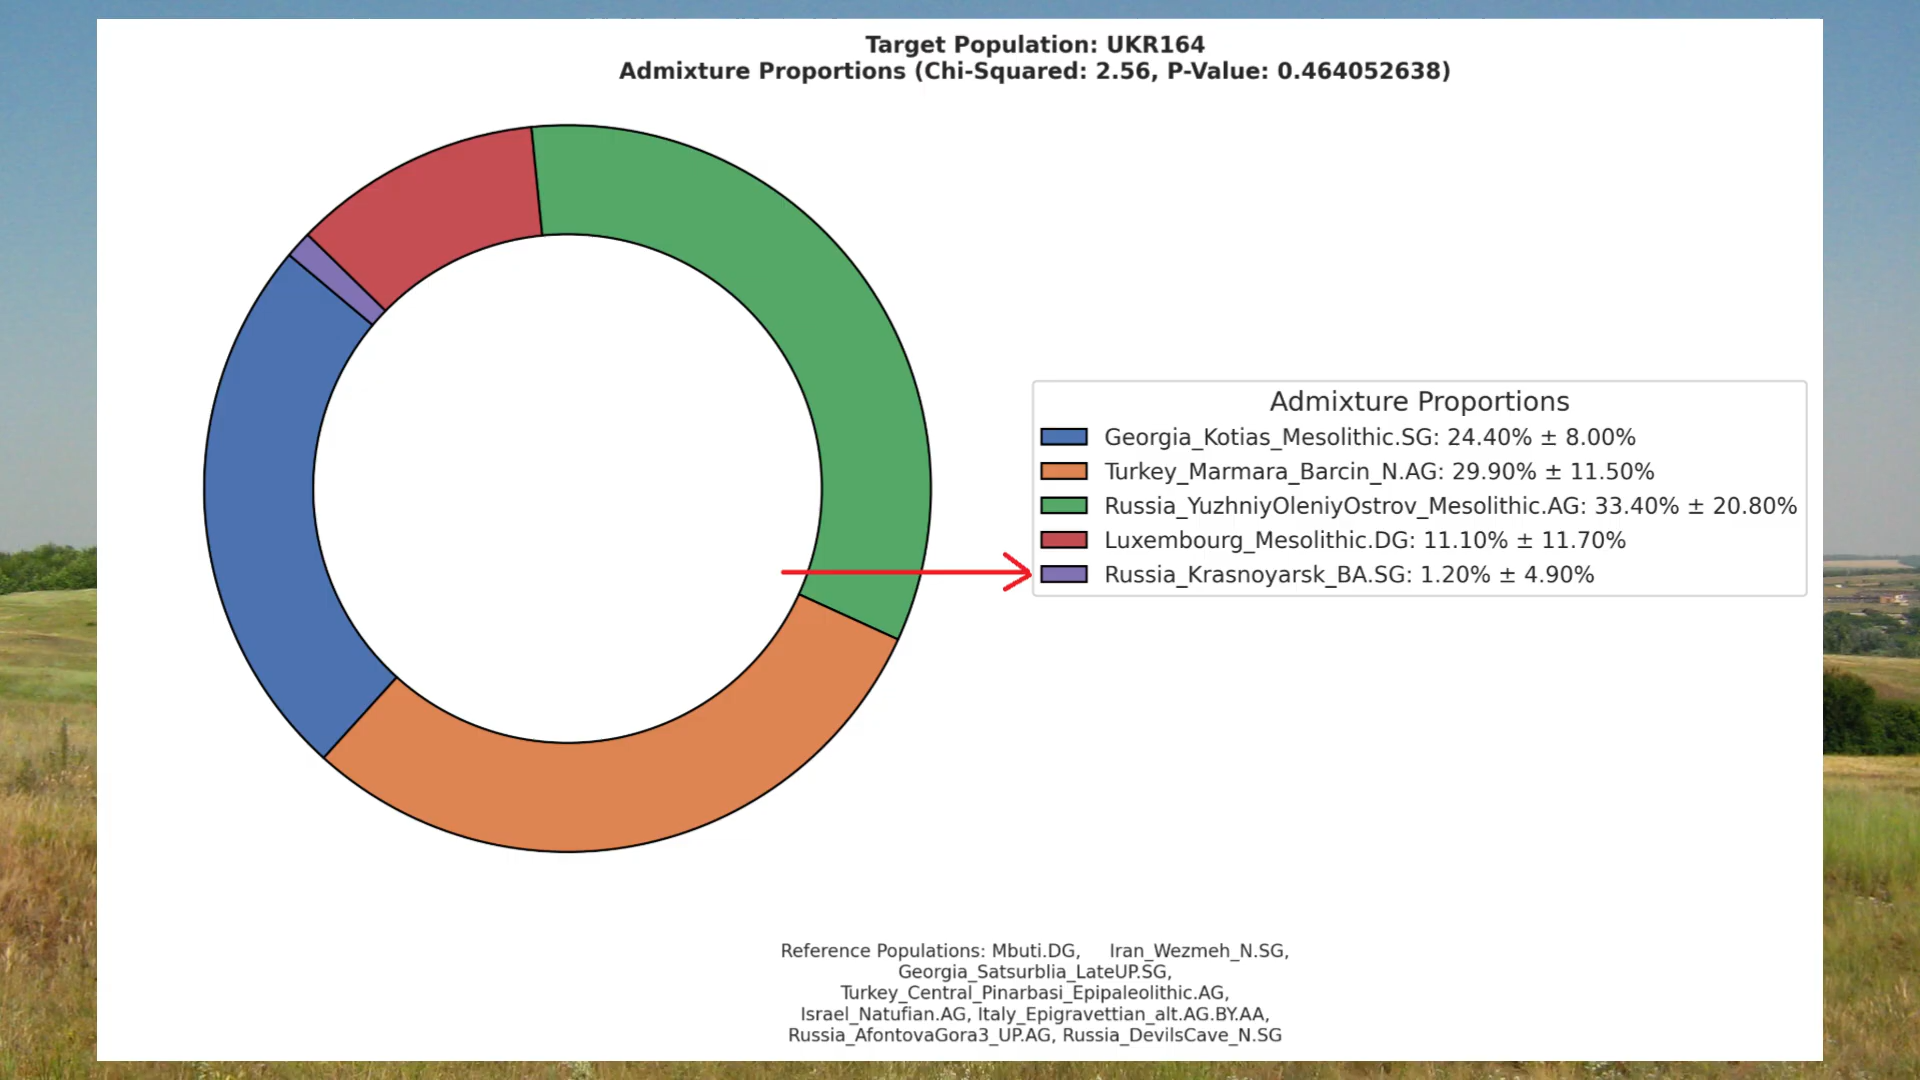 Target Population: UKR164
Admixture Proportions (Chi-Squared: 2.56, P-Value: 0.464052638)
Admixture Proportions
Georgia_Kotias_Mesolithic.SG: 24.40% ± 8.00%
Turkey_Marmara_Barcin_N.AG: 29.90% ± 11.50%
Russia_YuzhniyOleniyOstrov_Mesolithic.AG: 33.40% ± 20.80%
Luxembourg_Mesolithic.DG: 11.10% ± 11.70%
Russia_Krasnoyarsk_BA.SG: 1.20% ± 4.90%
Reference Populations: Mbuti.DG, Iran_Wezmeh_N.SG,
Georgia_Satsurblia_LateUP.SG,
Turkey_Central_Pinarbasi_Epipaleolithic.AG,
Israel_Natufian.AG, Italy_Epigravettian_alt.AG.BY.AA,
Russia_AfontovaGora3_UP.AG, Russia_DevilsCave_N.SG